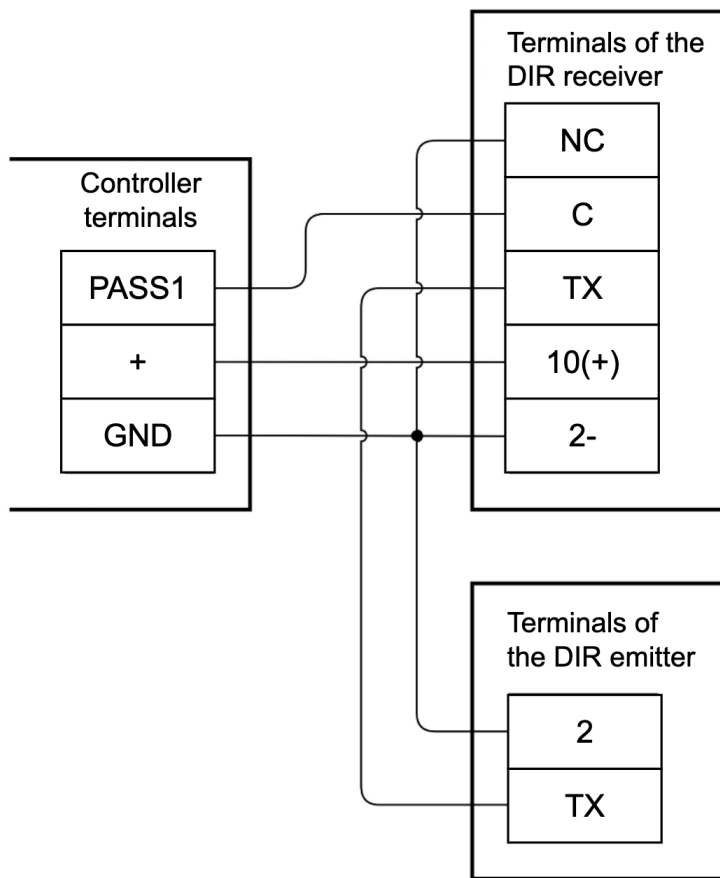 Terminals of the
DIR receiver
NC
C
TX
10(+)
2-
Controller
terminals
PASS1
+
GND
Terminals of
the DIR emitter
2
TX